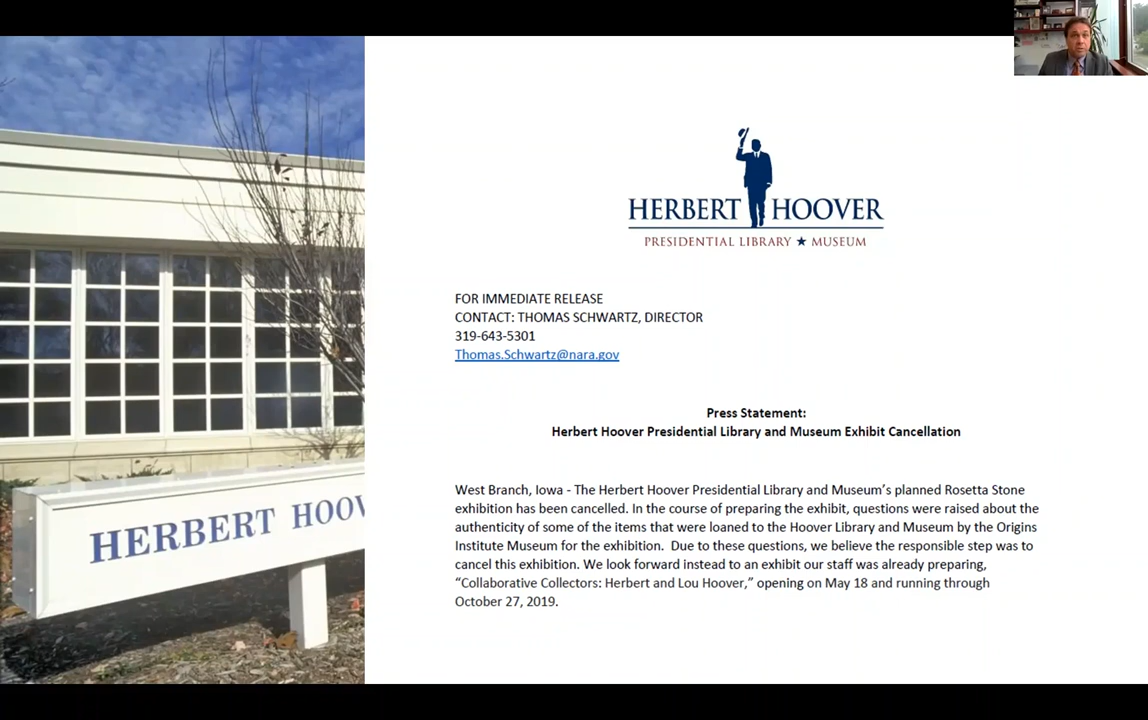 HERBERT HOOVER
PRESIDENTIAL LIBRARY ★ MUSEUM
FOR IMMEDIATE RELEASE
CONTACT: THOMAS SCHWARTZ, DIRECTOR
319-643-5301
Thomas.Schwartz@nara.gov
Press Statement:
Herbert Hoover Presidential Library and Museum Exhibit Cancellation
West Branch, Iowa - The Herbert Hoover Presidential Library and Museum’s planned Rosetta Stone
exhibition has been cancelled. In the course of preparing the exhibit, questions were raised about the
authenticity of some of the items that were loaned to the Hoover Library and Museum by the Origins
Institute Museum for the exhibition.  Due to these questions, we believe the responsible step was to
cancel this exhibition. We look forward instead to an exhibit our staff was already preparing,
“Collaborative Collectors: Herbert and Lou Hoover,” opening on May 18 and running through
October 27, 2019.
HERBERT HOOV